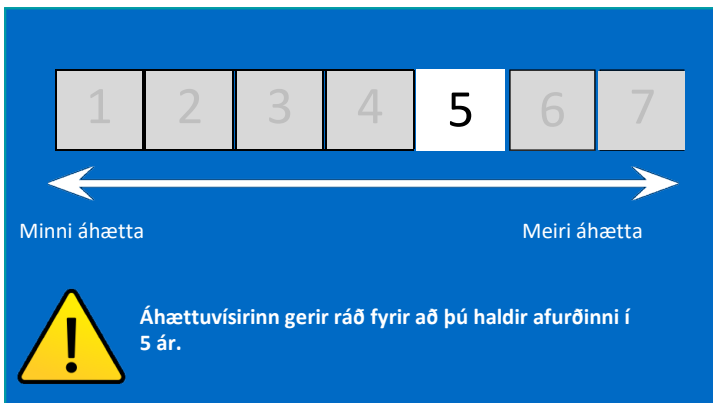 1 2 3 4 5 6 7
Minni áhætta Meiri áhætta
Áhættuvísirinn gerir ráð fyrir að þú haldir afurðinni í
5 ár.